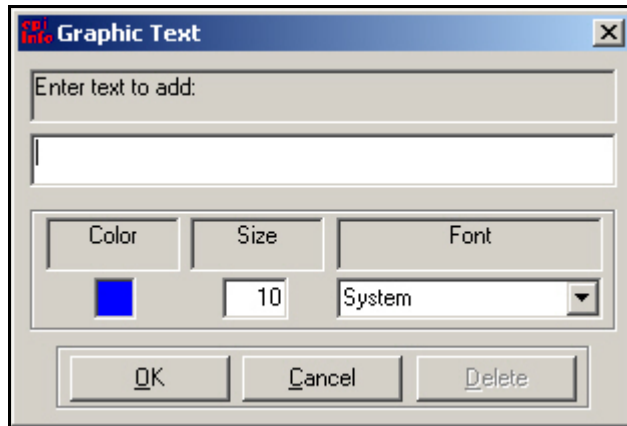 epi
info
Graphic Text
Enter text to add:
Color Size Font
10 System
OK Cancel Delete